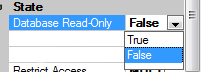 State
Database Read-Only False
True
False
Restrict Access